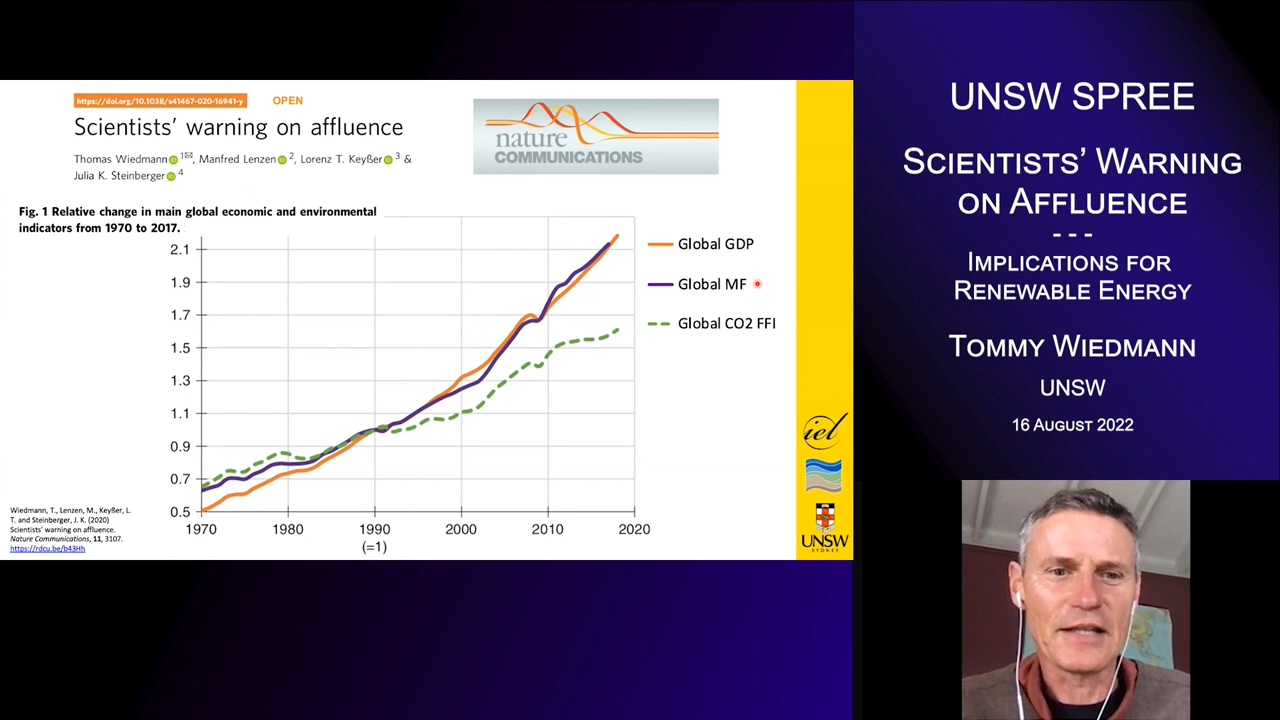 https://doi.org/10.1038/s41467-020-16941-y OPEN
Scientists' warning on affluence
Thomas Wiedmann 1✉, Manfred Lenzen 2, Lorenz T. Keyßer 3 &
Julia K. Steinberger 4
nature
COMMUNICATIONS
Fig. 1 Relative change in main global economic and environmental
indicators from 1970 to 2017.
2.1
1.9
1.7
1.5
1.3
1.1
0.9
0.7
0.5
1970 1980 1990 2000 2010 2020
(=1)
Global GDP
Global MF
Global CO2 FFI
Wiedmann, T., Lenzen, M., Keyßer, L.
T. and Steinberger, J. K. (2020)
Scientists' warning on affluence.
Nature Communications, 11, 3107.
https://rdcu.be/b43Hh
iel
UNSW
SYDNEY
UNSW SPREE
Scientists' Warning
on Affluence
- - -
Implications for
Renewable Energy
Tommy Wiedmann
UNSW
16 August 2022